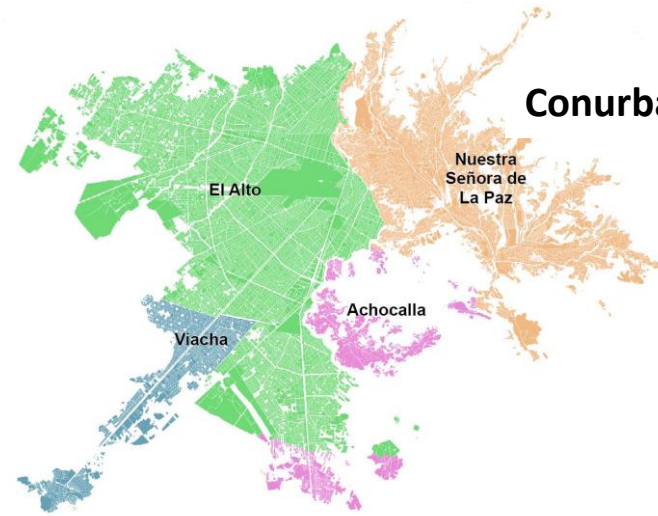 Conurba
Nuestra
Señora de
La Paz
El Alto
Achocalla
Viacha